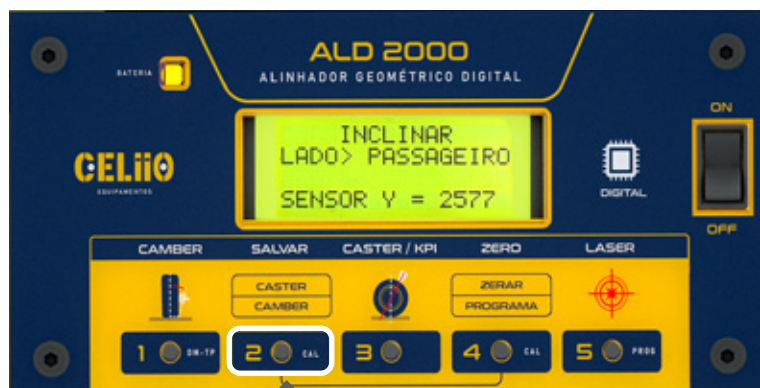 ALD 2000
ALINHADOR GEOMÉTRICO DIGITAL
BATERIA
CELiiO
EQUIPAMENTOS
INCLINAR
LADO> PASSAGEIRO
SENSOR Y = 2577
DIGITAL
ON
OFF
CAMBER
SALVAR
CASTER / KPI
ZERO
LASER
CASTER
CAMBER
ZERAR
PROGRAMA
1 DM-TP
2 CAL
3
4 CAL
5 PROG